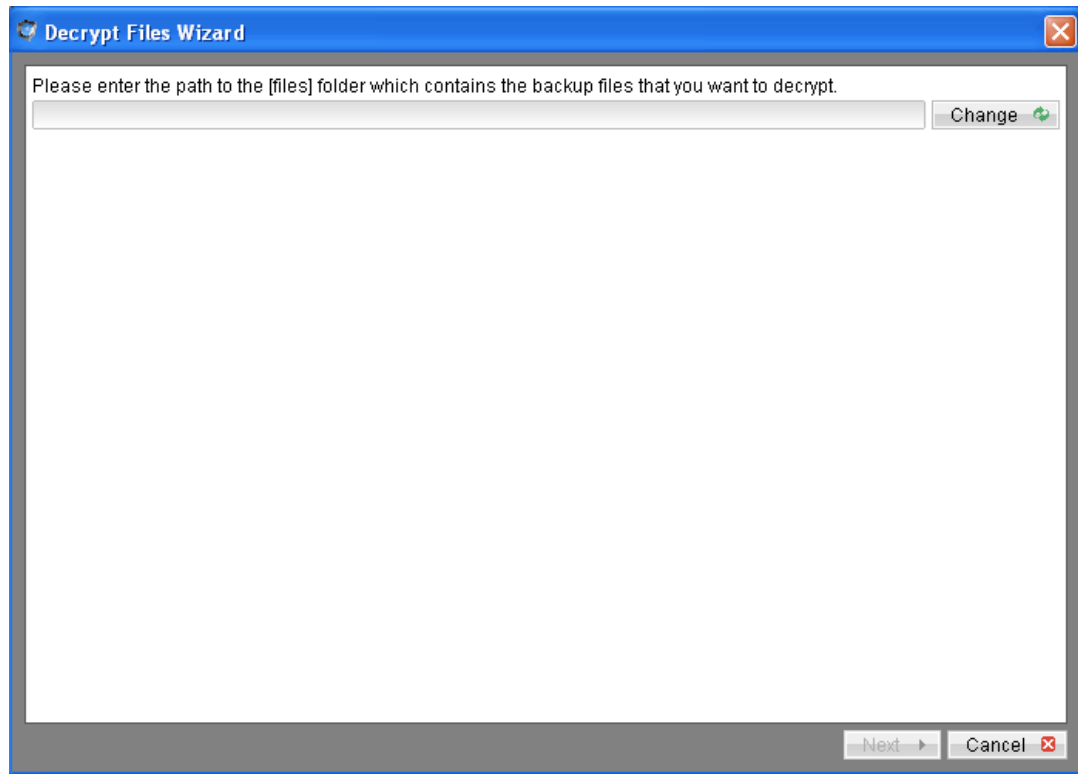 Decrypt Files Wizard
Please enter the path to the [files] folder which contains the backup files that you want to decrypt.
Change
Next
Cancel